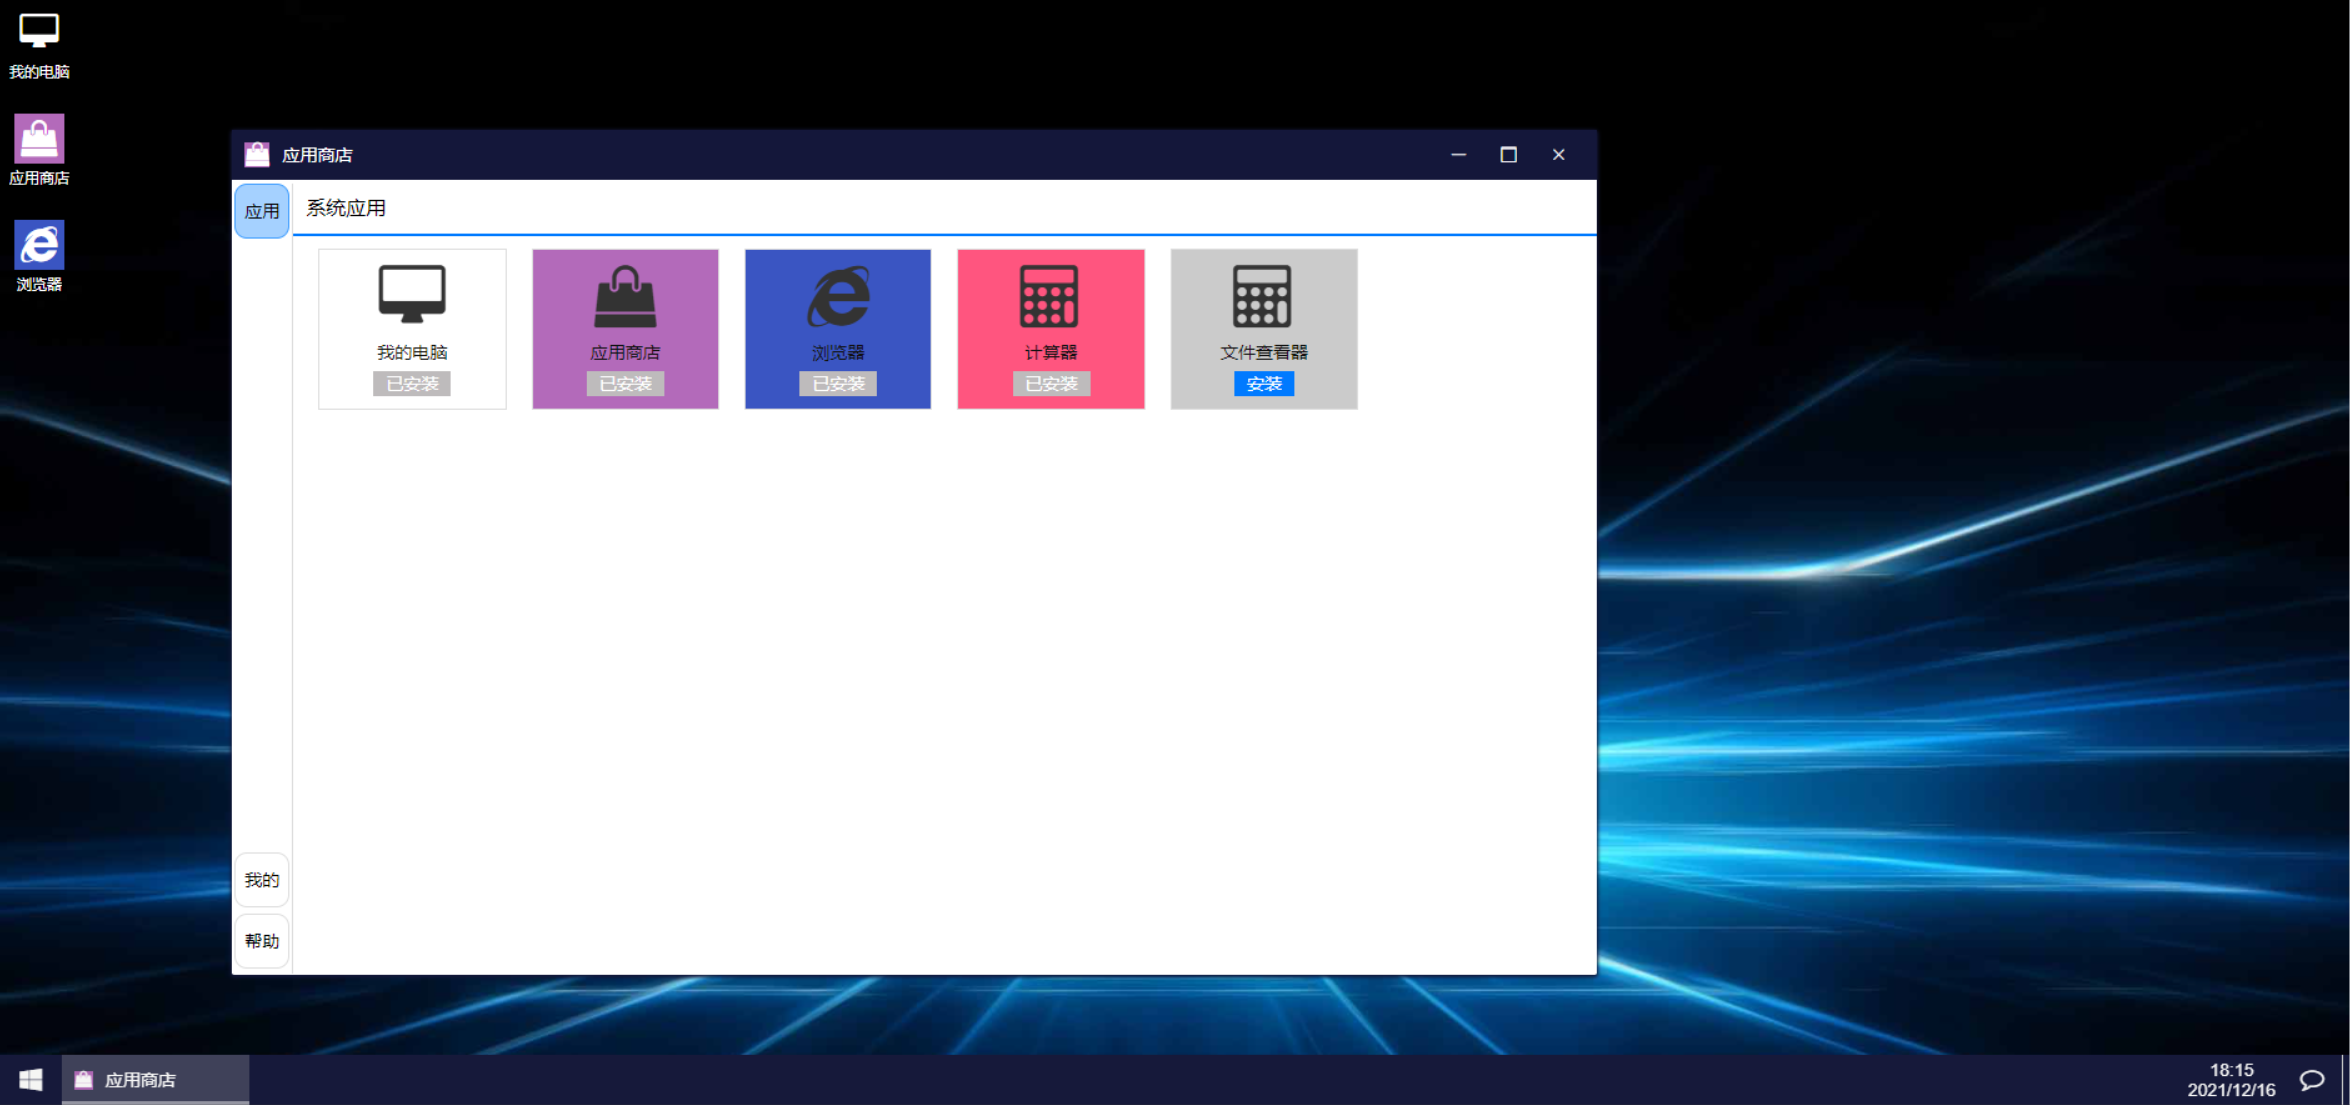 我的电脑
应用商店
浏览器
应用商店
应用
系统应用
我的电脑
已安装
应用商店
已安装
浏览器
已安装
计算器
已安装
文件查看器
安装
我的
帮助
应用商店
18:15
2021/12/16